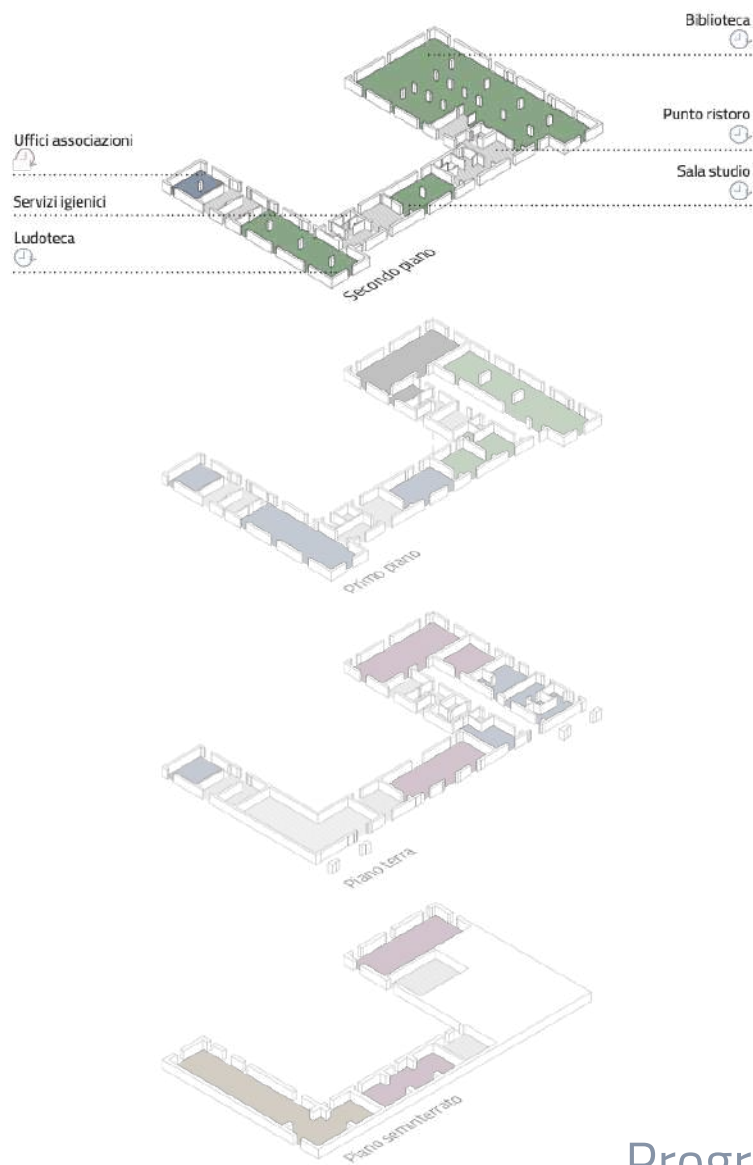 Biblioteca
Punto ristoro
Uffici associazioni
Sala studio
Servizi igienici
Ludoteca
Secondo piano
Primo piano
Piano terra
Piano seminterrato
Progr